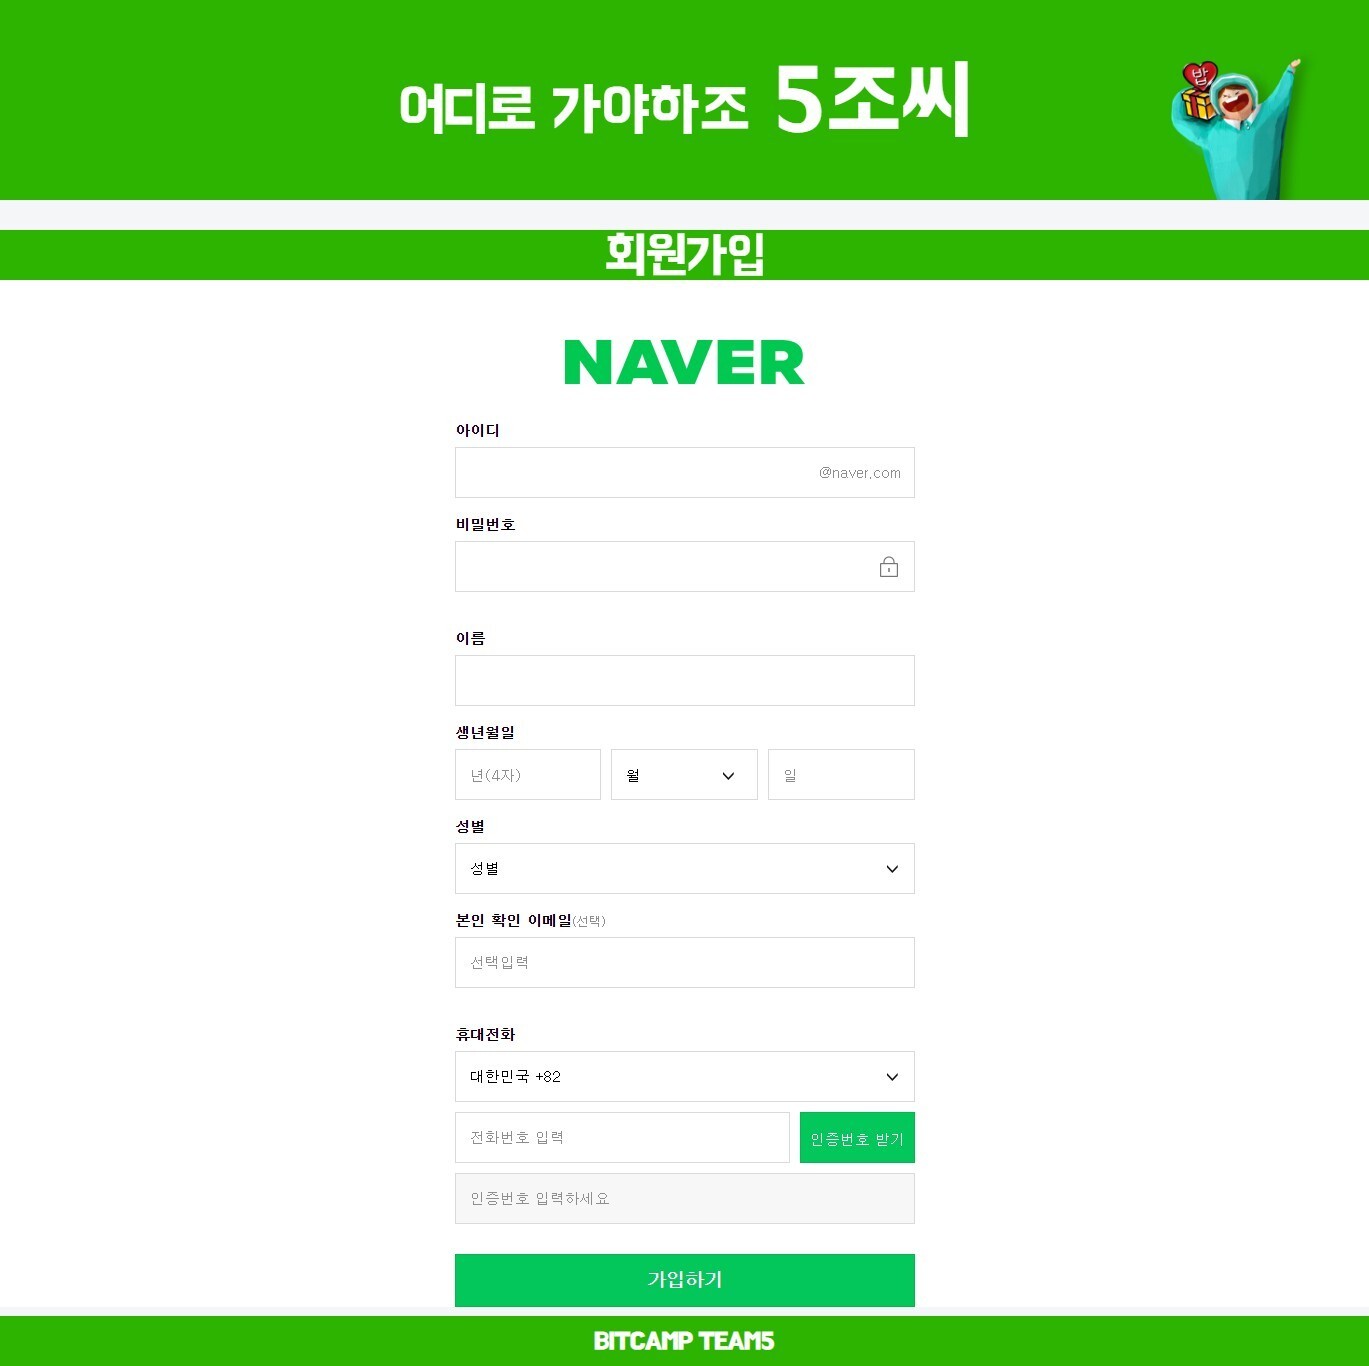 어디로 가야하조 5조씨
밥
회원가입
NAVER
아이디
@naver.com
비밀번호
이름
생년월일
년(4자) 월 일
성별
성별
본인 확인 이메일(선택)
선택입력
휴대전화
대한민국 +82
전화번호 입력 인증번호 받기
인증번호 입력하세요
가입하기
BITCAMP TEAM5